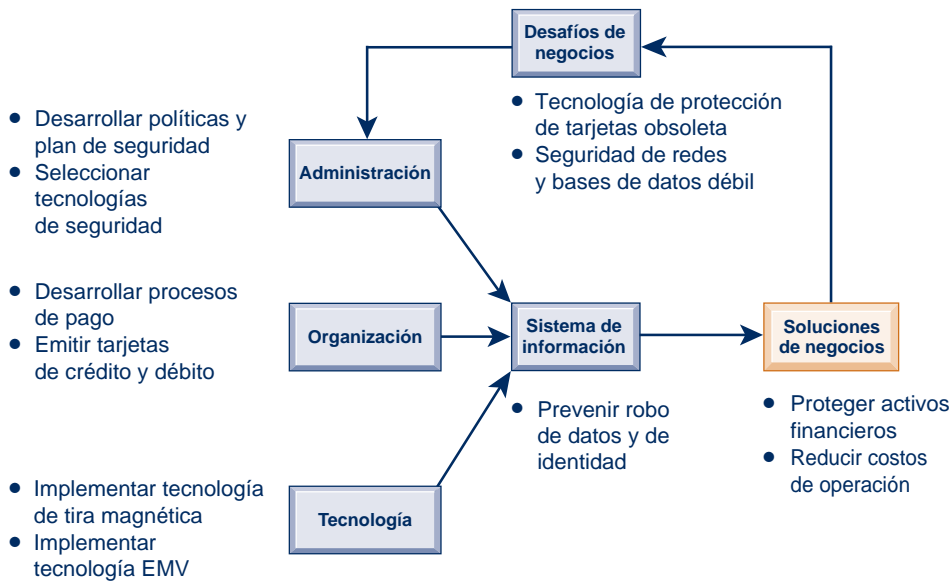 Desafíos de
negocios
• Tecnología de protección
de tarjetas obsoleta
• Seguridad de redes
y bases de datos débil
• Desarrollar políticas y
plan de seguridad
• Seleccionar
tecnologías
de seguridad
Administración
• Desarrollar procesos
de pago
• Emitir tarjetas
de crédito y débito
Organización
Sistema de
información
Soluciones
de negocios
• Prevenir robo
de datos y de
identidad
• Proteger activos
financieros
• Reducir costos
de operación
• Implementar tecnología
de tira magnética
• Implementar
tecnología EMV
Tecnología